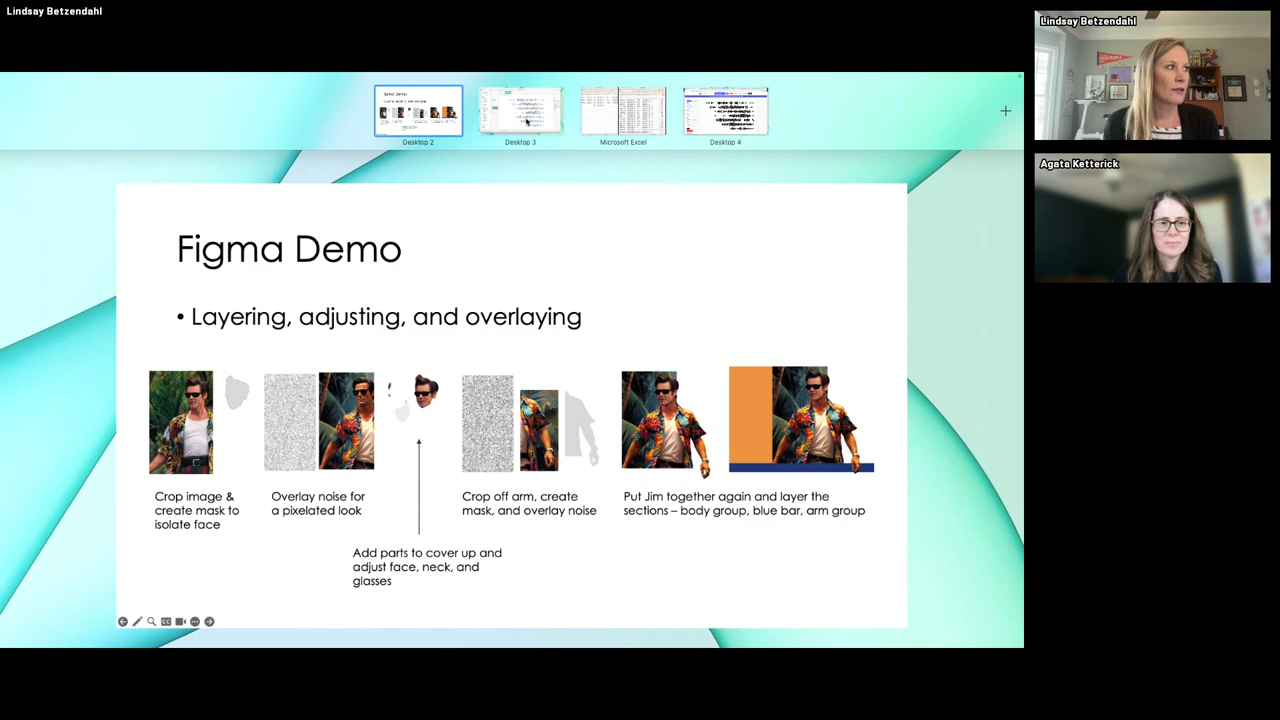 Lindsay Betzendahl
Lindsay Betzendahl
Agata Ketterick
Desktop 2
Desktop 3
Microsoft Excel
Desktop 4
Figma Demo
• Layering, adjusting, and overlaying
Crop image &
create mask to
isolate face
Overlay noise for
a pixelated look
Add parts to cover up and
adjust face, neck, and
glasses
Crop off arm, create
mask, and overlay noise
Put Jim together again and layer the
sections – body group, blue bar, arm group